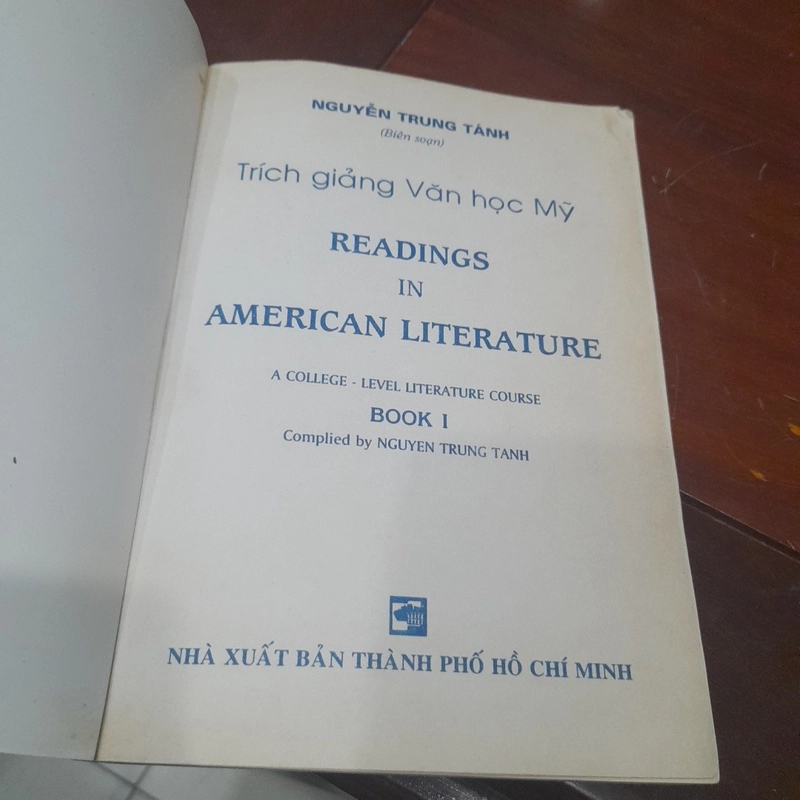 NGUYỄN TRUNG TÁNH
(Biên soạn)
Trích giảng Văn học Mỹ
READINGS
IN
AMERICAN LITERATURE
A COLLEGE - LEVEL LITERATURE COURSE
BOOK I
Complied by NGUYEN TRUNG TANH
NHÀ XUẤT BẢN THÀNH PHỐ HỒ CHÍ MINH